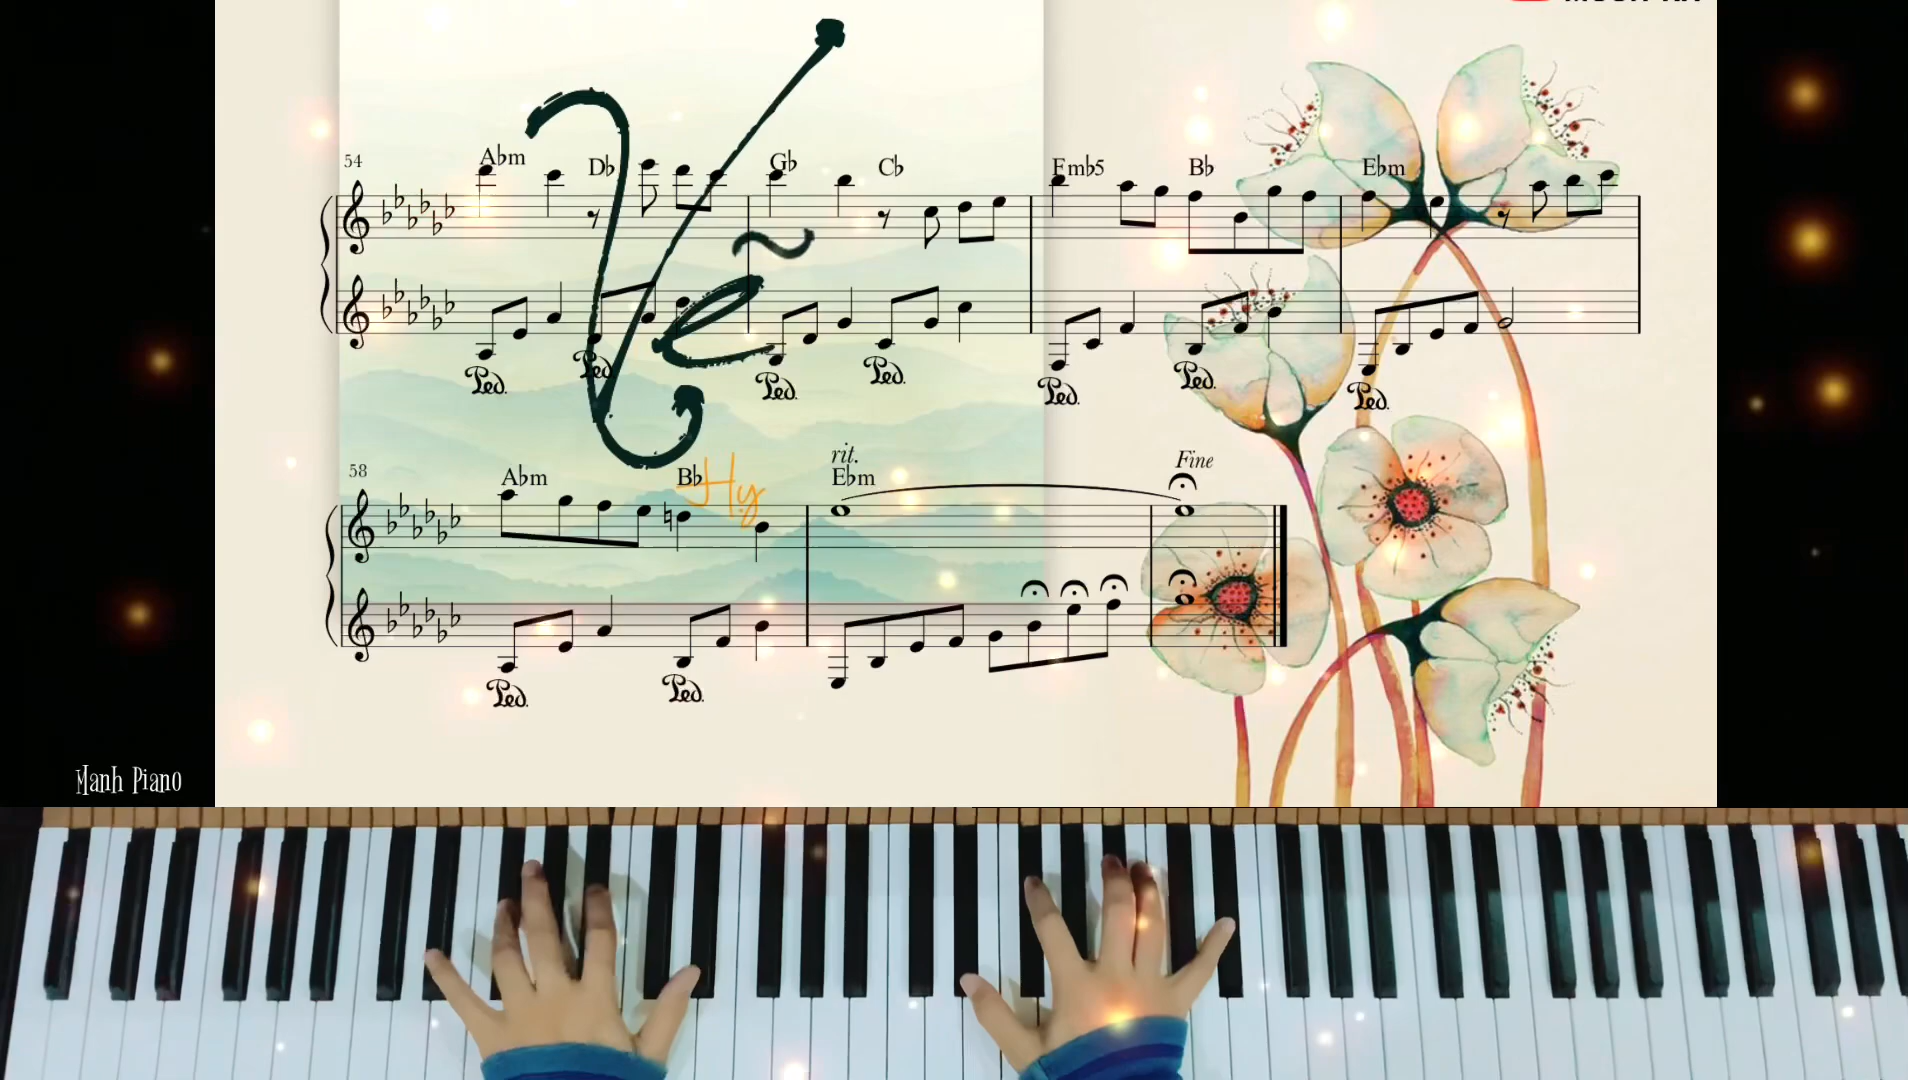 54
Abm Db Gb Cb Fmb5 Bb Ebm
Ped. Ped. Ped. Ped. Ped. Ped. Ped.
rit.
Fine
58
Abm Bb Ebm
Hy
Ped. Ped.
Manh Piano